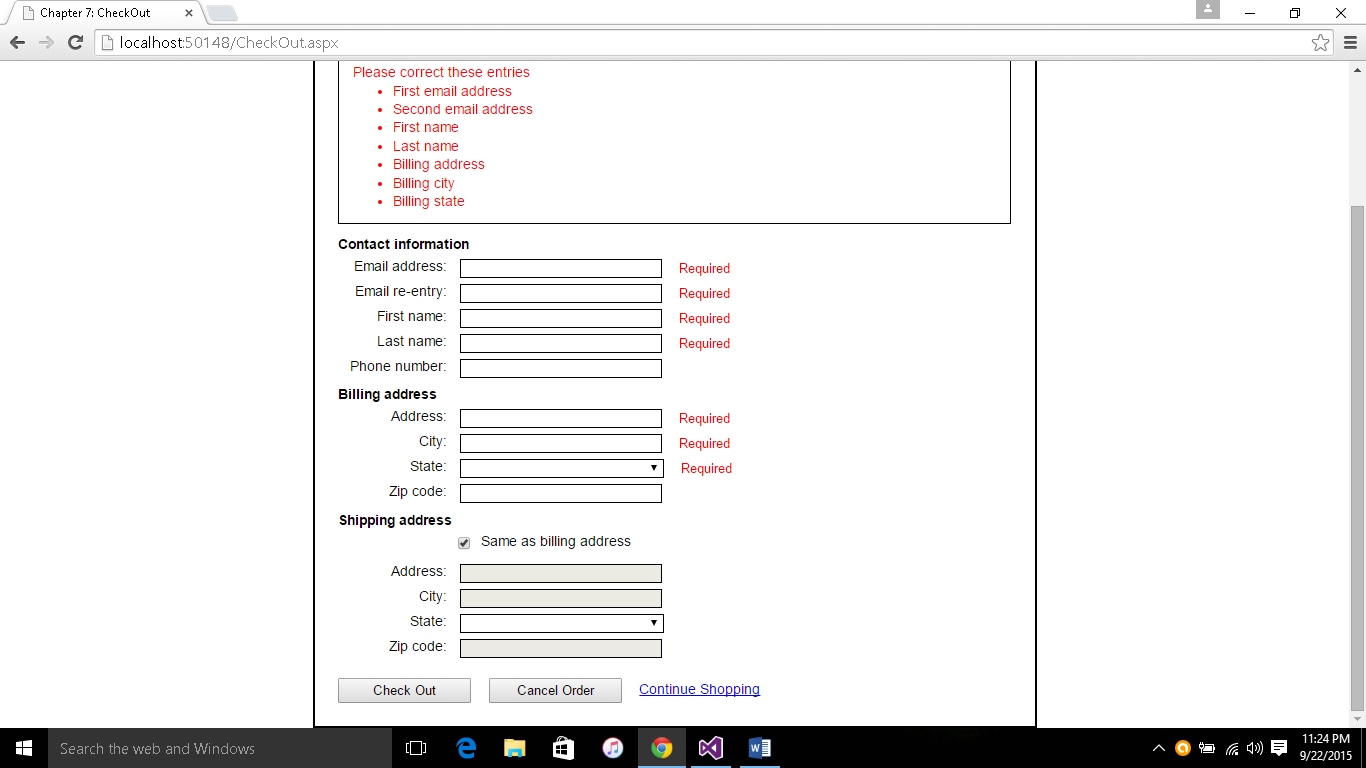 Chapter 7: CheckOut
localhost:50148/CheckOut.aspx
Please correct these entries
• First email address
• Second email address
• First name
• Last name
• Billing address
• Billing city
• Billing state
Contact information
Email address: Required
Email re-entry: Required
First name: Required
Last name: Required
Phone number:
Billing address
Address: Required
City: Required
State: Required
Zip code:
Shipping address
Same as billing address
Address:
City:
State:
Zip code:
Check Out Cancel Order Continue Shopping
Search the web and Windows
11:24 PM
9/22/2015